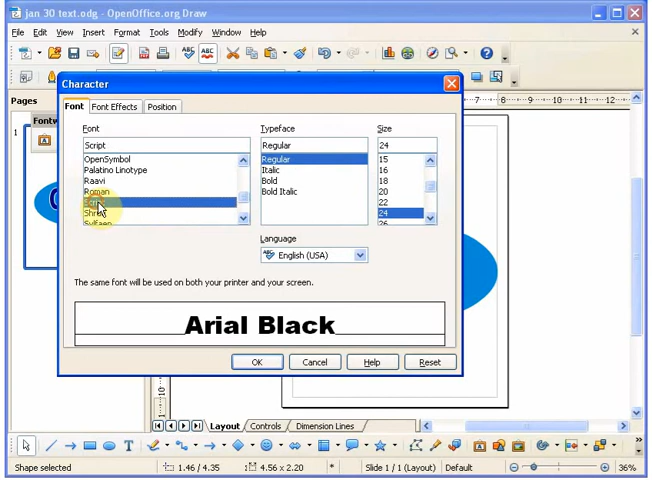 jan 30 text.odg - OpenOffice.org Draw
File Edit View Insert Format Tools Modify Window Help
Pages
1
Character
Font Font Effects Position
Font Typeface Size
Script Regular 24
OpenSymbol Regular 15
Palatino Linotype Italic 16
Raavi Bold 18
Roman Bold Italic 20
Script 22
24
Sylfaen 26
Language
English (USA)
The same font will be used on both your printer and your screen.
Arial Black
OK Cancel Help Reset
Layout Controls Dimension Lines
Shape selected 1.46 / 4.35 4.56 x 2.20 * Slide 1 / 1 (Layout) Default 36%